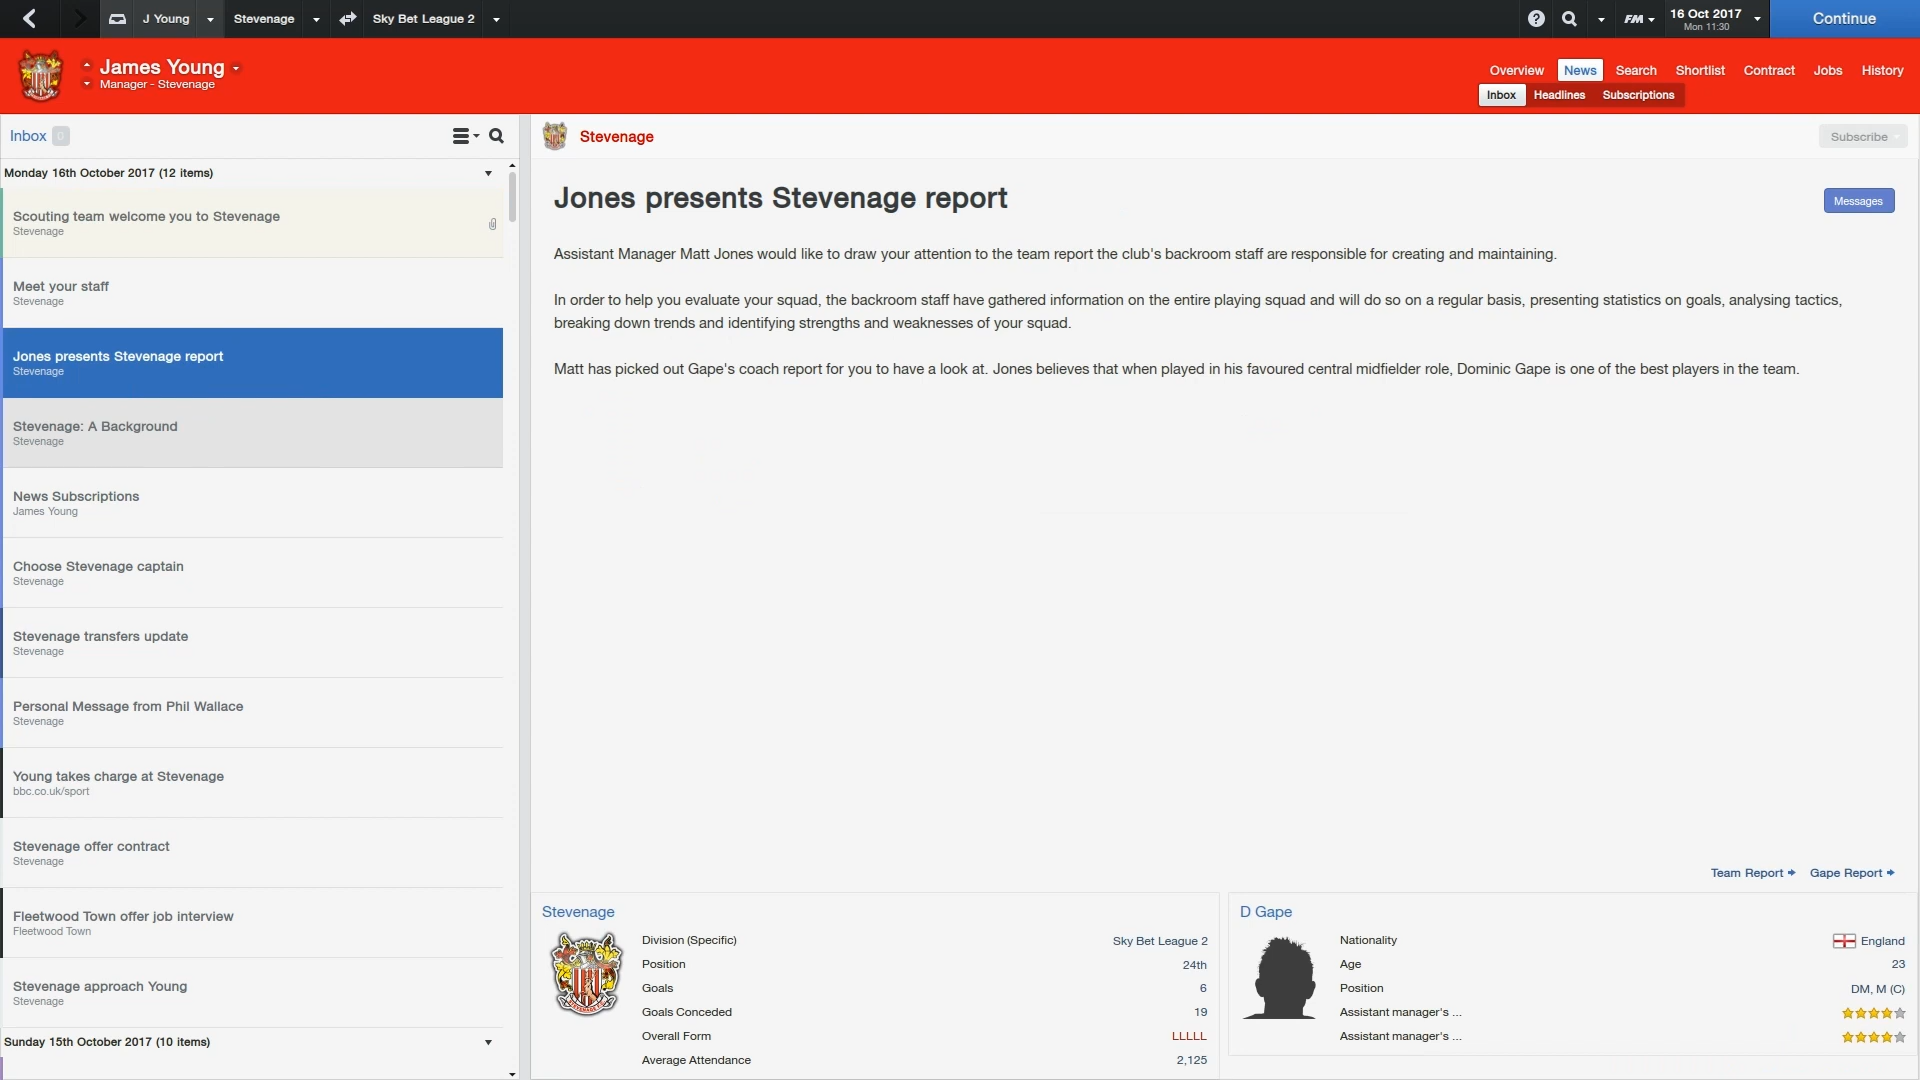 J Young
Stevenage
Sky Bet League 2
?
FM
16 Oct 2017
Mon 11:30
Continue
James Young
Manager - Stevenage
Overview
News
Search
Shortlist
Contract
Jobs
History
Inbox
Headlines
Subscriptions
Inbox
0
Monday 16th October 2017 (12 items)
Scouting team welcome you to Stevenage
Stevenage
Meet your staff
Stevenage
Jones presents Stevenage report
Stevenage
Stevenage: A Background
Stevenage
News Subscriptions
James Young
Choose Stevenage captain
Stevenage
Stevenage transfers update
Stevenage
Personal Message from Phil Wallace
Stevenage
Young takes charge at Stevenage
bbc.co.uk/sport
Stevenage offer contract
Stevenage
Fleetwood Town offer job interview
Fleetwood Town
Stevenage approach Young
Stevenage
Sunday 15th October 2017 (10 items)
Stevenage
Subscribe
Jones presents Stevenage report
Messages
Assistant Manager Matt Jones would like to draw your attention to the team report the club's backroom staff are responsible for creating and maintaining.
In order to help you evaluate your squad, the backroom staff have gathered information on the entire playing squad and will do so on a regular basis, presenting statistics on goals, analysing tactics,
breaking down trends and identifying strengths and weaknesses of your squad.
Matt has picked out Gape's coach report for you to have a look at. Jones believes that when played in his favoured central midfielder role, Dominic Gape is one of the best players in the team.
Team Report
Gape Report
Stevenage
Division (Specific) Sky Bet League 2
Position 24th
Goals 6
Goals Conceded 19
Overall Form LLLLL
Average Attendance 2,125
D Gape
Nationality England
Age 23
Position DM, M (C)
Assistant manager's ...
Assistant manager's ...